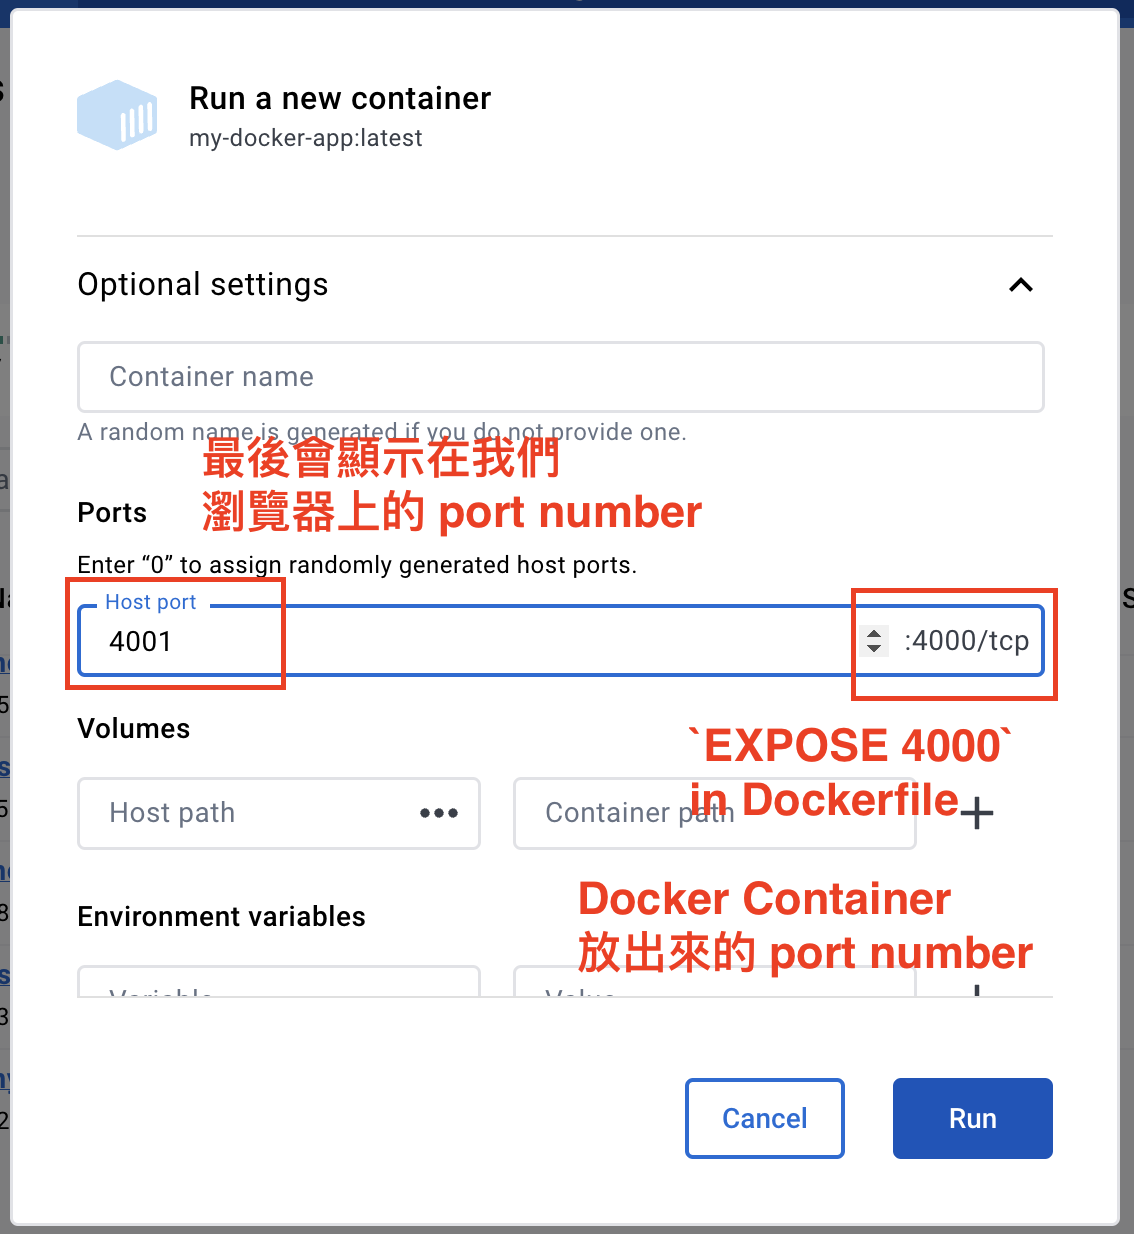 Run a new container
my-docker-app:latest
Optional settings
Container name
A random name is generated if you do not provide one.
最後會顯示在我們
瀏覽器上的 port number
Ports
Enter “0” to assign randomly generated host ports.
Host port
4001
:4000/tcp
Volumes
`EXPOSE 4000`
in Dockerfile
Host path
Container path
Environment variables
Docker Container
放出來的 port number
Variable
Value
Cancel
Run